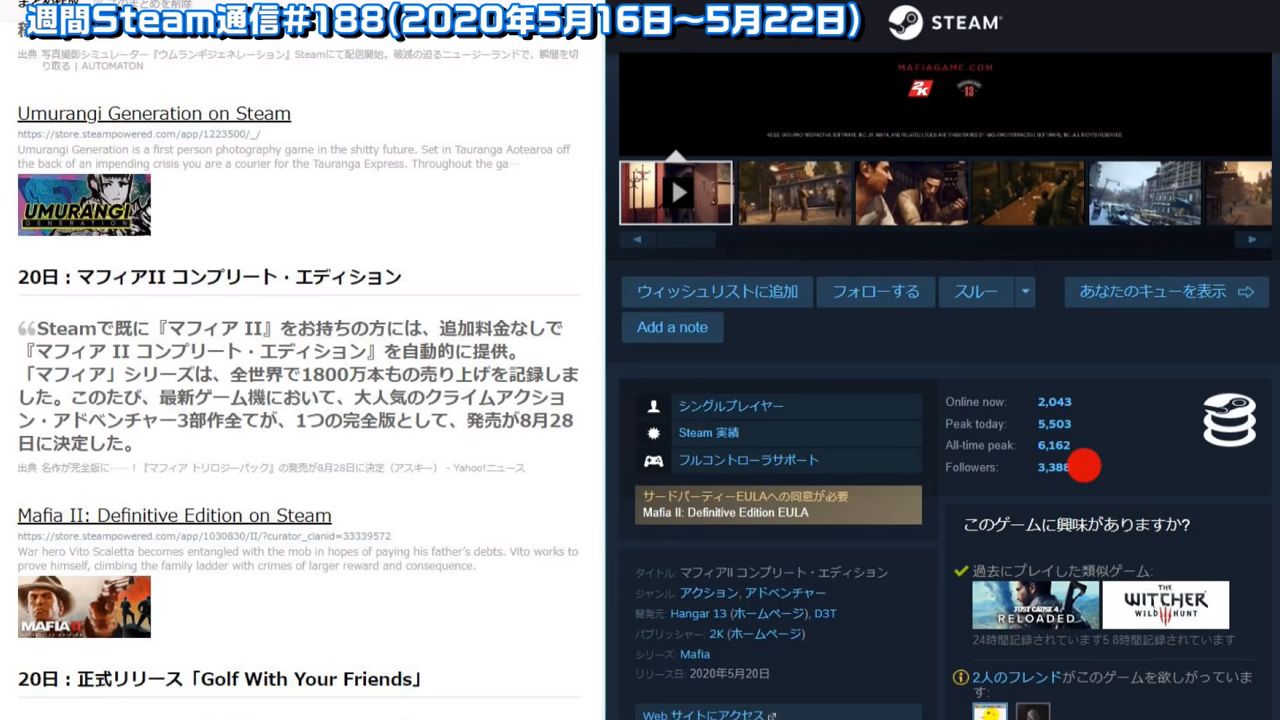 週間Steam通信#188(2020年5月16日～5月22日)
出典 写真撮影シミュレーター『ウムランギジェネレーション』Steamにて配信開始。破滅の迫るニュージーランドで、瞬間を切
り取る | AUTOMATON
Umurangi Generation on Steam
https://store.steampowered.com/app/1223500/_/
Umurangi Generation is a first person photography game in the shitty future. Set in Tauranga Aotearoa off
the back of an impending crisis you are a courier for the Tauranga Express. Throughout the ga…
UMURANGI
GENERATION
20日：マフィアII コンプリート・エディション
❝Steamで既に『マフィア II』をお持ちの方には、追加料金なしで
『マフィア II コンプリート・エディション』を自動的に提供。
「マフィア」シリーズは、全世界で1800万本もの売り上げを記録しま
した。このたび、最新ゲーム機において、大人気のクライムアクショ
ン・アドベンチャー3部作全てが、1つの完全版として、発売が8月28
日に決定した。
出典 名作が完全版に……！『マフィア トリロジーパック』の発売が8月28日に決定（アスキー） - Yahoo!ニュース
Mafia II: Definitive Edition on Steam
https://store.steampowered.com/app/1030830/II/?curator_clanid=33339572
War hero Vito Scaletta becomes entangled with the mob in hopes of paying his father's debts. Vito works to
prove himself, climbing the family ladder with crimes of larger reward and consequence.
MAFIA II
20日：正式リリース「Golf With Your Friends」
STEAM®
MAFIAGAME.COM
2K
13
ウィッシュリストに追加
フォローする
スルー
あなたのキューを表示
Add a note
シングルプレイヤー
Steam 実績
フルコントローラサポート
サードパーティーEULAへの同意が必要
Mafia II: Definitive Edition EULA
タイトル: マフィアII コンプリート・エディション
ジャンル: アクション, アドベンチャー
開発元: Hangar 13 (ホームページ), D3T
パブリッシャー: 2K (ホームページ)
シリーズ: Mafia
リリース日: 2020年5月20日
Web サイトにアクセス
Online now: 2,043
Peak today: 5,503
All-time peak: 6,162
Followers: 3,388
このゲームに興味がありますか?
過去にプレイした類似ゲーム:
JUST CAUSE 4
RELOADED
THE
WITCHER
WILD HUNT
24時間記録されています5.8時間記録されています
2人のフレンドがこのゲームを欲しがっていま
す: